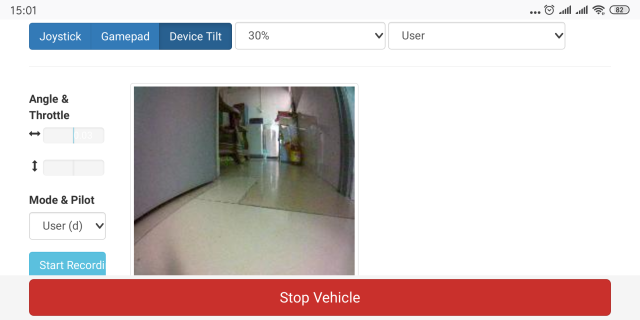 15:01 ... 82
Joystick Gamepad Device Tilt 30% User
Angle &
Throttle
Mode & Pilot
User (d)
Start Recordi
Stop Vehicle